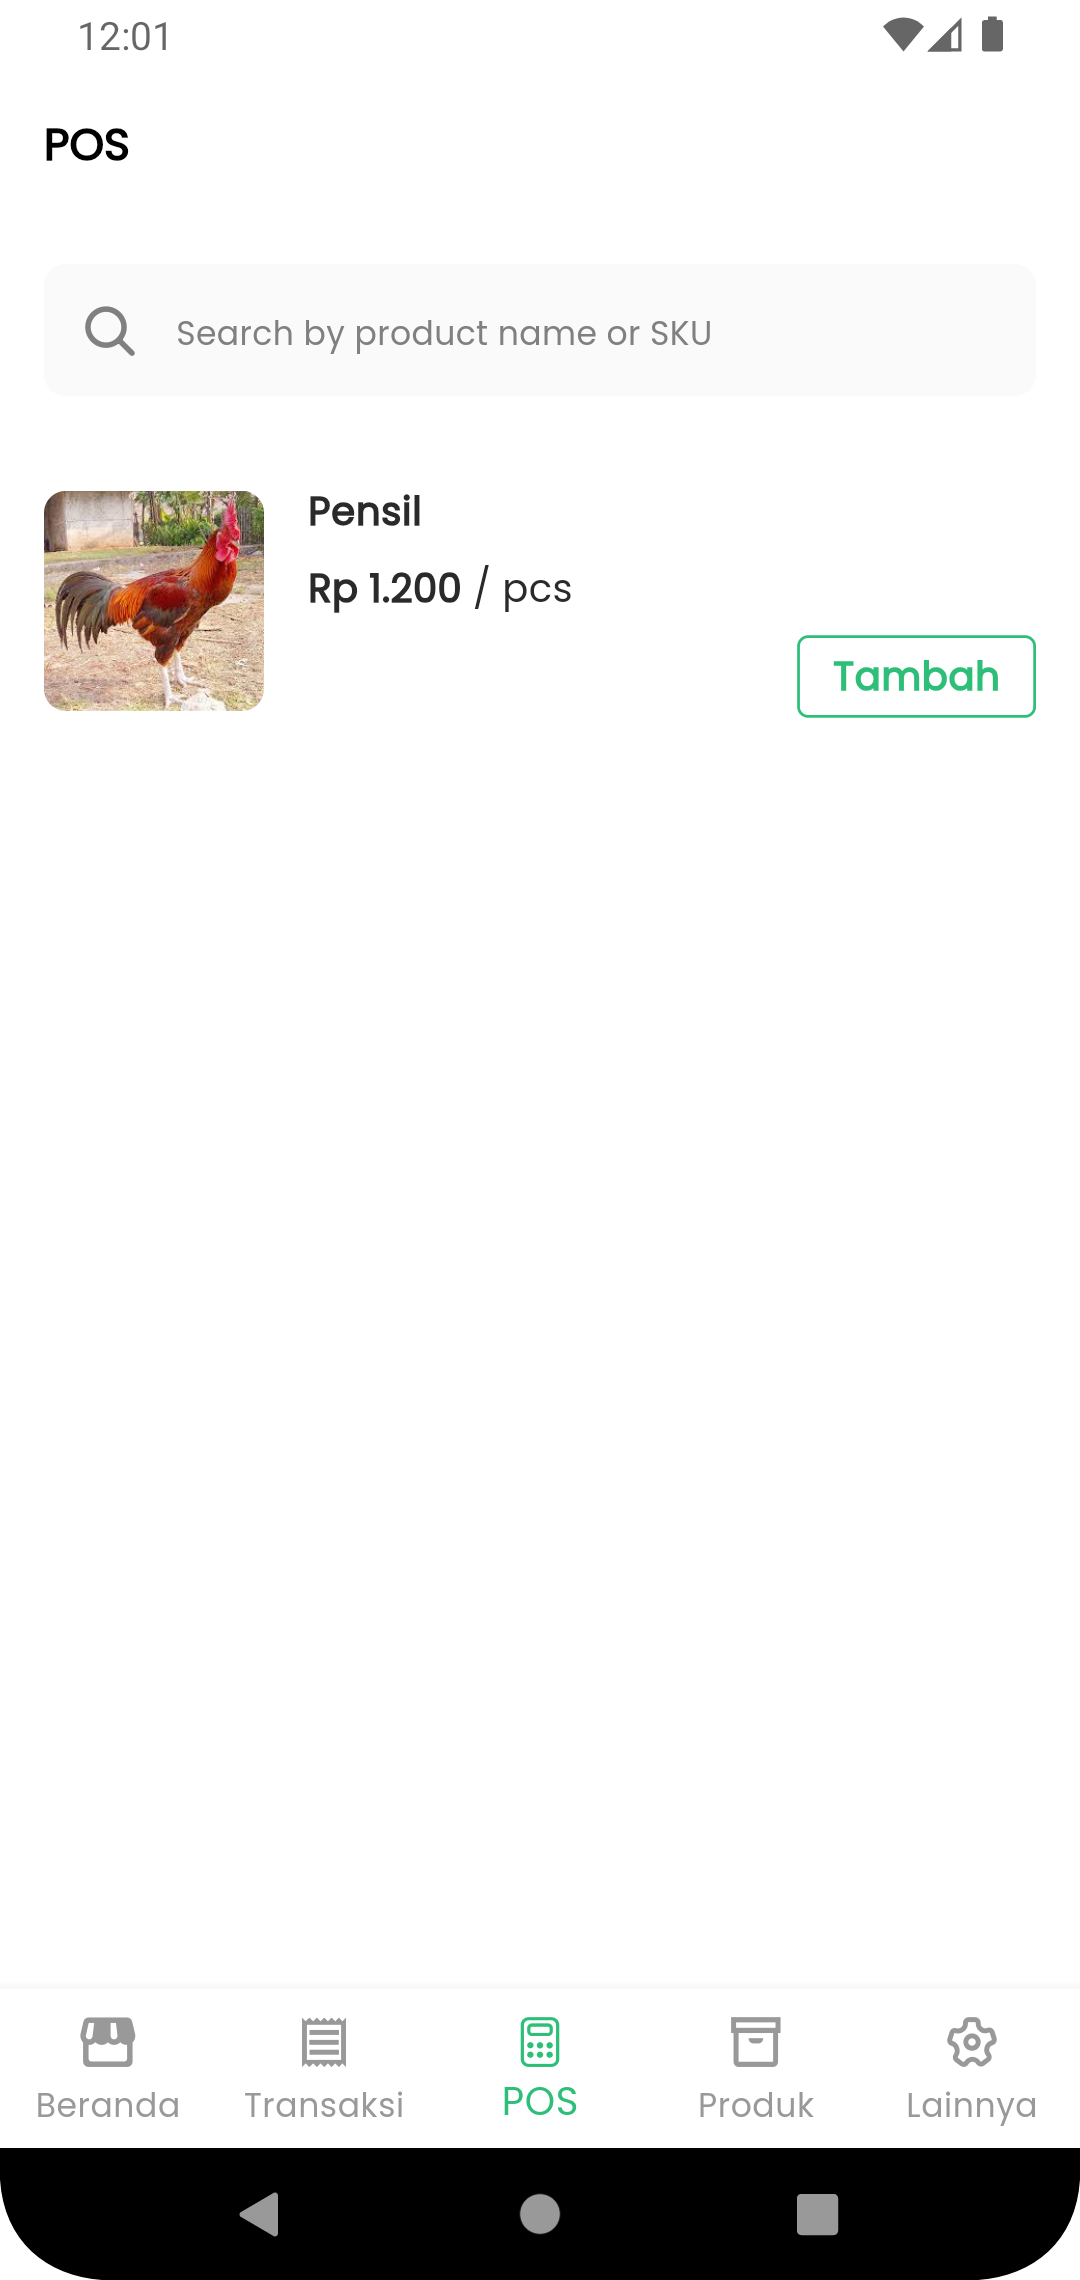 12:01
POS
Search by product name or SKU
Pensil
Rp 1.200 / pcs
Tambah
Beranda
Transaksi
POS
Produk
Lainnya